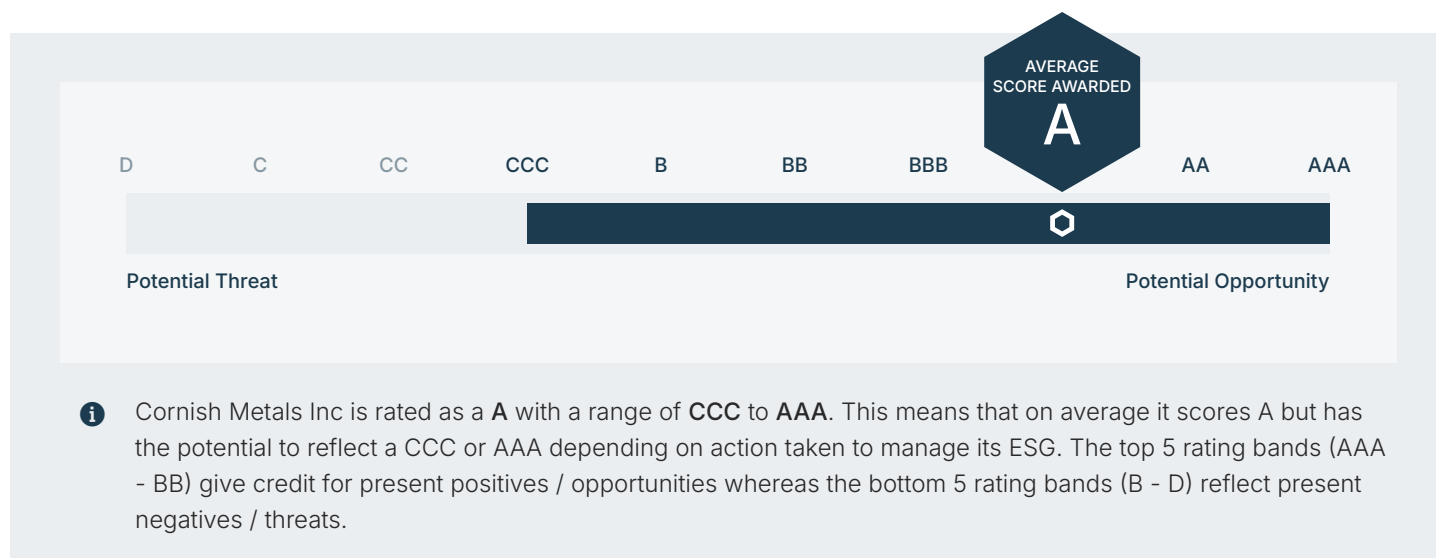 AVERAGE
SCORE AWARDED
A
D C CC CCC B BB BBB AA AAA
Potential Threat Potential Opportunity
Cornish Metals Inc is rated as a A with a range of CCC to AAA. This means that on average it scores A but has
the potential to reflect a CCC or AAA depending on action taken to manage its ESG. The top 5 rating bands (AAA
- BB) give credit for present positives / opportunities whereas the bottom 5 rating bands (B - D) reflect present
negatives / threats.